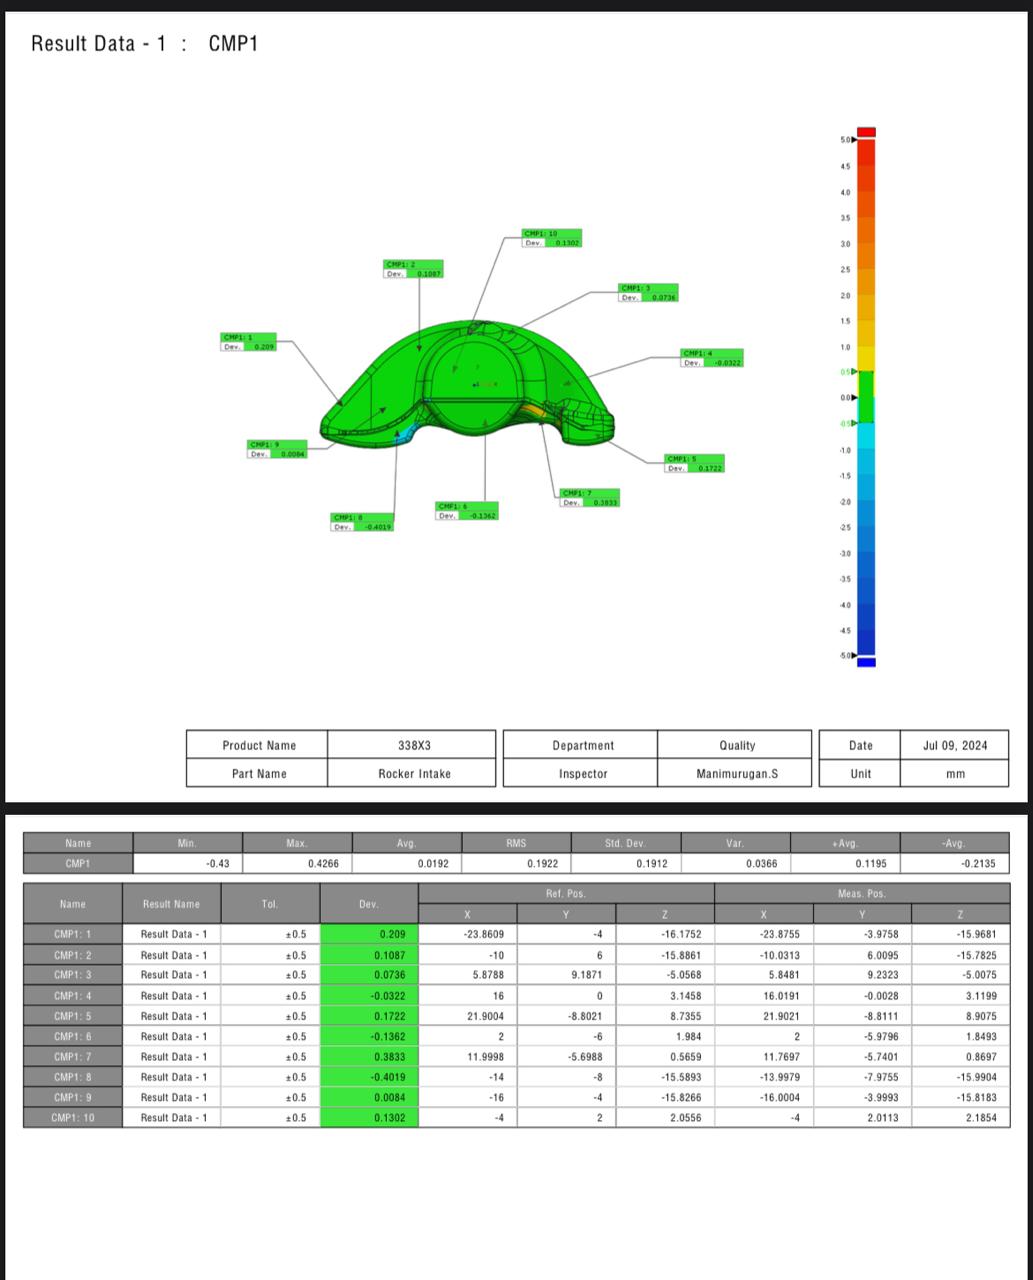 Result Data - 1 : CMP1
CMP1: 10
Dev. 0.1302
CMP1: 2
Dev. 0.1087
CMP1: 3
Dev. 0.0736
CMP1: 1
Dev. 0.209
CMP1: 4
Dev. -0.0322
CMP1: 9
Dev. 0.0084
CMP1: 5
Dev. 0.1722
CMP1: 7
Dev. 0.3833
CMP1: 6
Dev. -0.1362
CMP1: 8
Dev. -0.4019
5.0
4.5
4.0
3.5
3.0
2.5
2.0
1.5
1.0
0.5
0.0
-0.5
-1.0
-1.5
-2.0
-2.5
-3.0
-3.5
-4.0
-4.5
-5.0
Product Name 338X3 Department Quality Date Jul 09, 2024
Part Name Rocker Intake Inspector Manimurugan.S Unit mm
Name Min. Max. Avg. RMS Std. Dev. Var. +Avg. -Avg.
CMP1 -0.43 0.4266 0.0192 0.1922 0.1912 0.0366 0.1195 -0.2135
Name Result Name Tol. Dev. Ref. Pos. Meas. Pos.
X Y Z X Y Z
CMP1: 1 Result Data - 1 ±0.5 0.209 -23.8609 -4 -16.1752 -23.8755 -3.9758 -15.9681
CMP1: 2 Result Data - 1 ±0.5 0.1087 -10 6 -15.8861 -10.0313 6.0095 -15.7825
CMP1: 3 Result Data - 1 ±0.5 0.0736 5.8788 9.1871 -5.0568 5.8481 9.2323 -5.0075
CMP1: 4 Result Data - 1 ±0.5 -0.0322 16 0 3.1458 16.0191 -0.0028 3.1199
CMP1: 5 Result Data - 1 ±0.5 0.1722 21.9004 -8.8021 8.7355 21.9021 -8.8111 8.9075
CMP1: 6 Result Data - 1 ±0.5 -0.1362 2 -6 1.984 2 -5.9796 1.8493
CMP1: 7 Result Data - 1 ±0.5 0.3833 11.9998 -5.6988 0.5659 11.7697 -5.7401 0.8697
CMP1: 8 Result Data - 1 ±0.5 -0.4019 -14 -8 -15.5893 -13.9979 -7.9755 -15.9904
CMP1: 9 Result Data - 1 ±0.5 0.0084 -16 -4 -15.8266 -16.0004 -3.9993 -15.8183
CMP1: 10 Result Data - 1 ±0.5 0.1302 -4 2 2.0556 -4 2.0113 2.1854